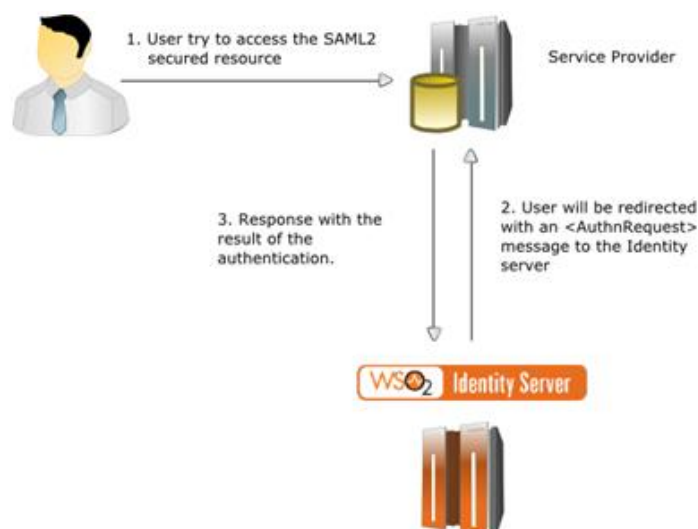 1. User try to access the SAML2
secured resource
Service Provider
3. Response with the
result of the
authentication.
2. User will be redirected
with an <AuthnRequest>
message to the Identity
server
WSO2 Identity Server